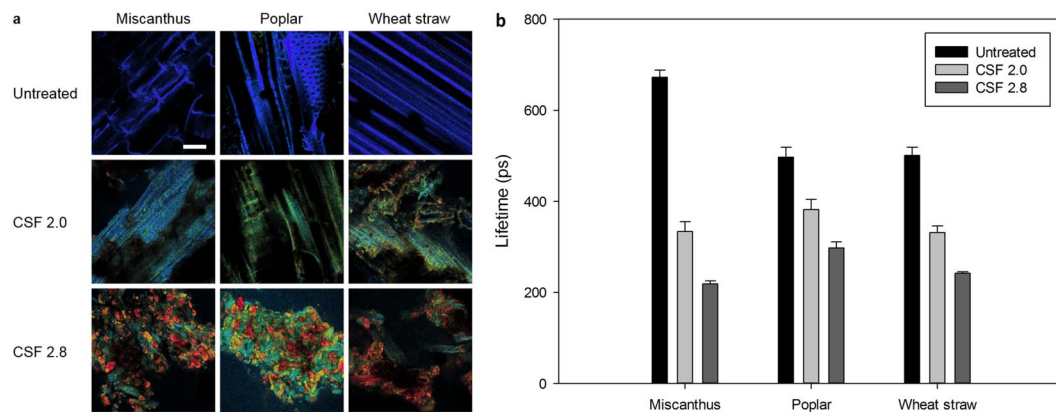 a
Miscanthus Poplar Wheat straw
Untreated
CSF 2.0
CSF 2.8
b
800
600
400
200
0
Lifetime (ps)
Untreated
CSF 2.0
CSF 2.8
Miscanthus Poplar Wheat straw